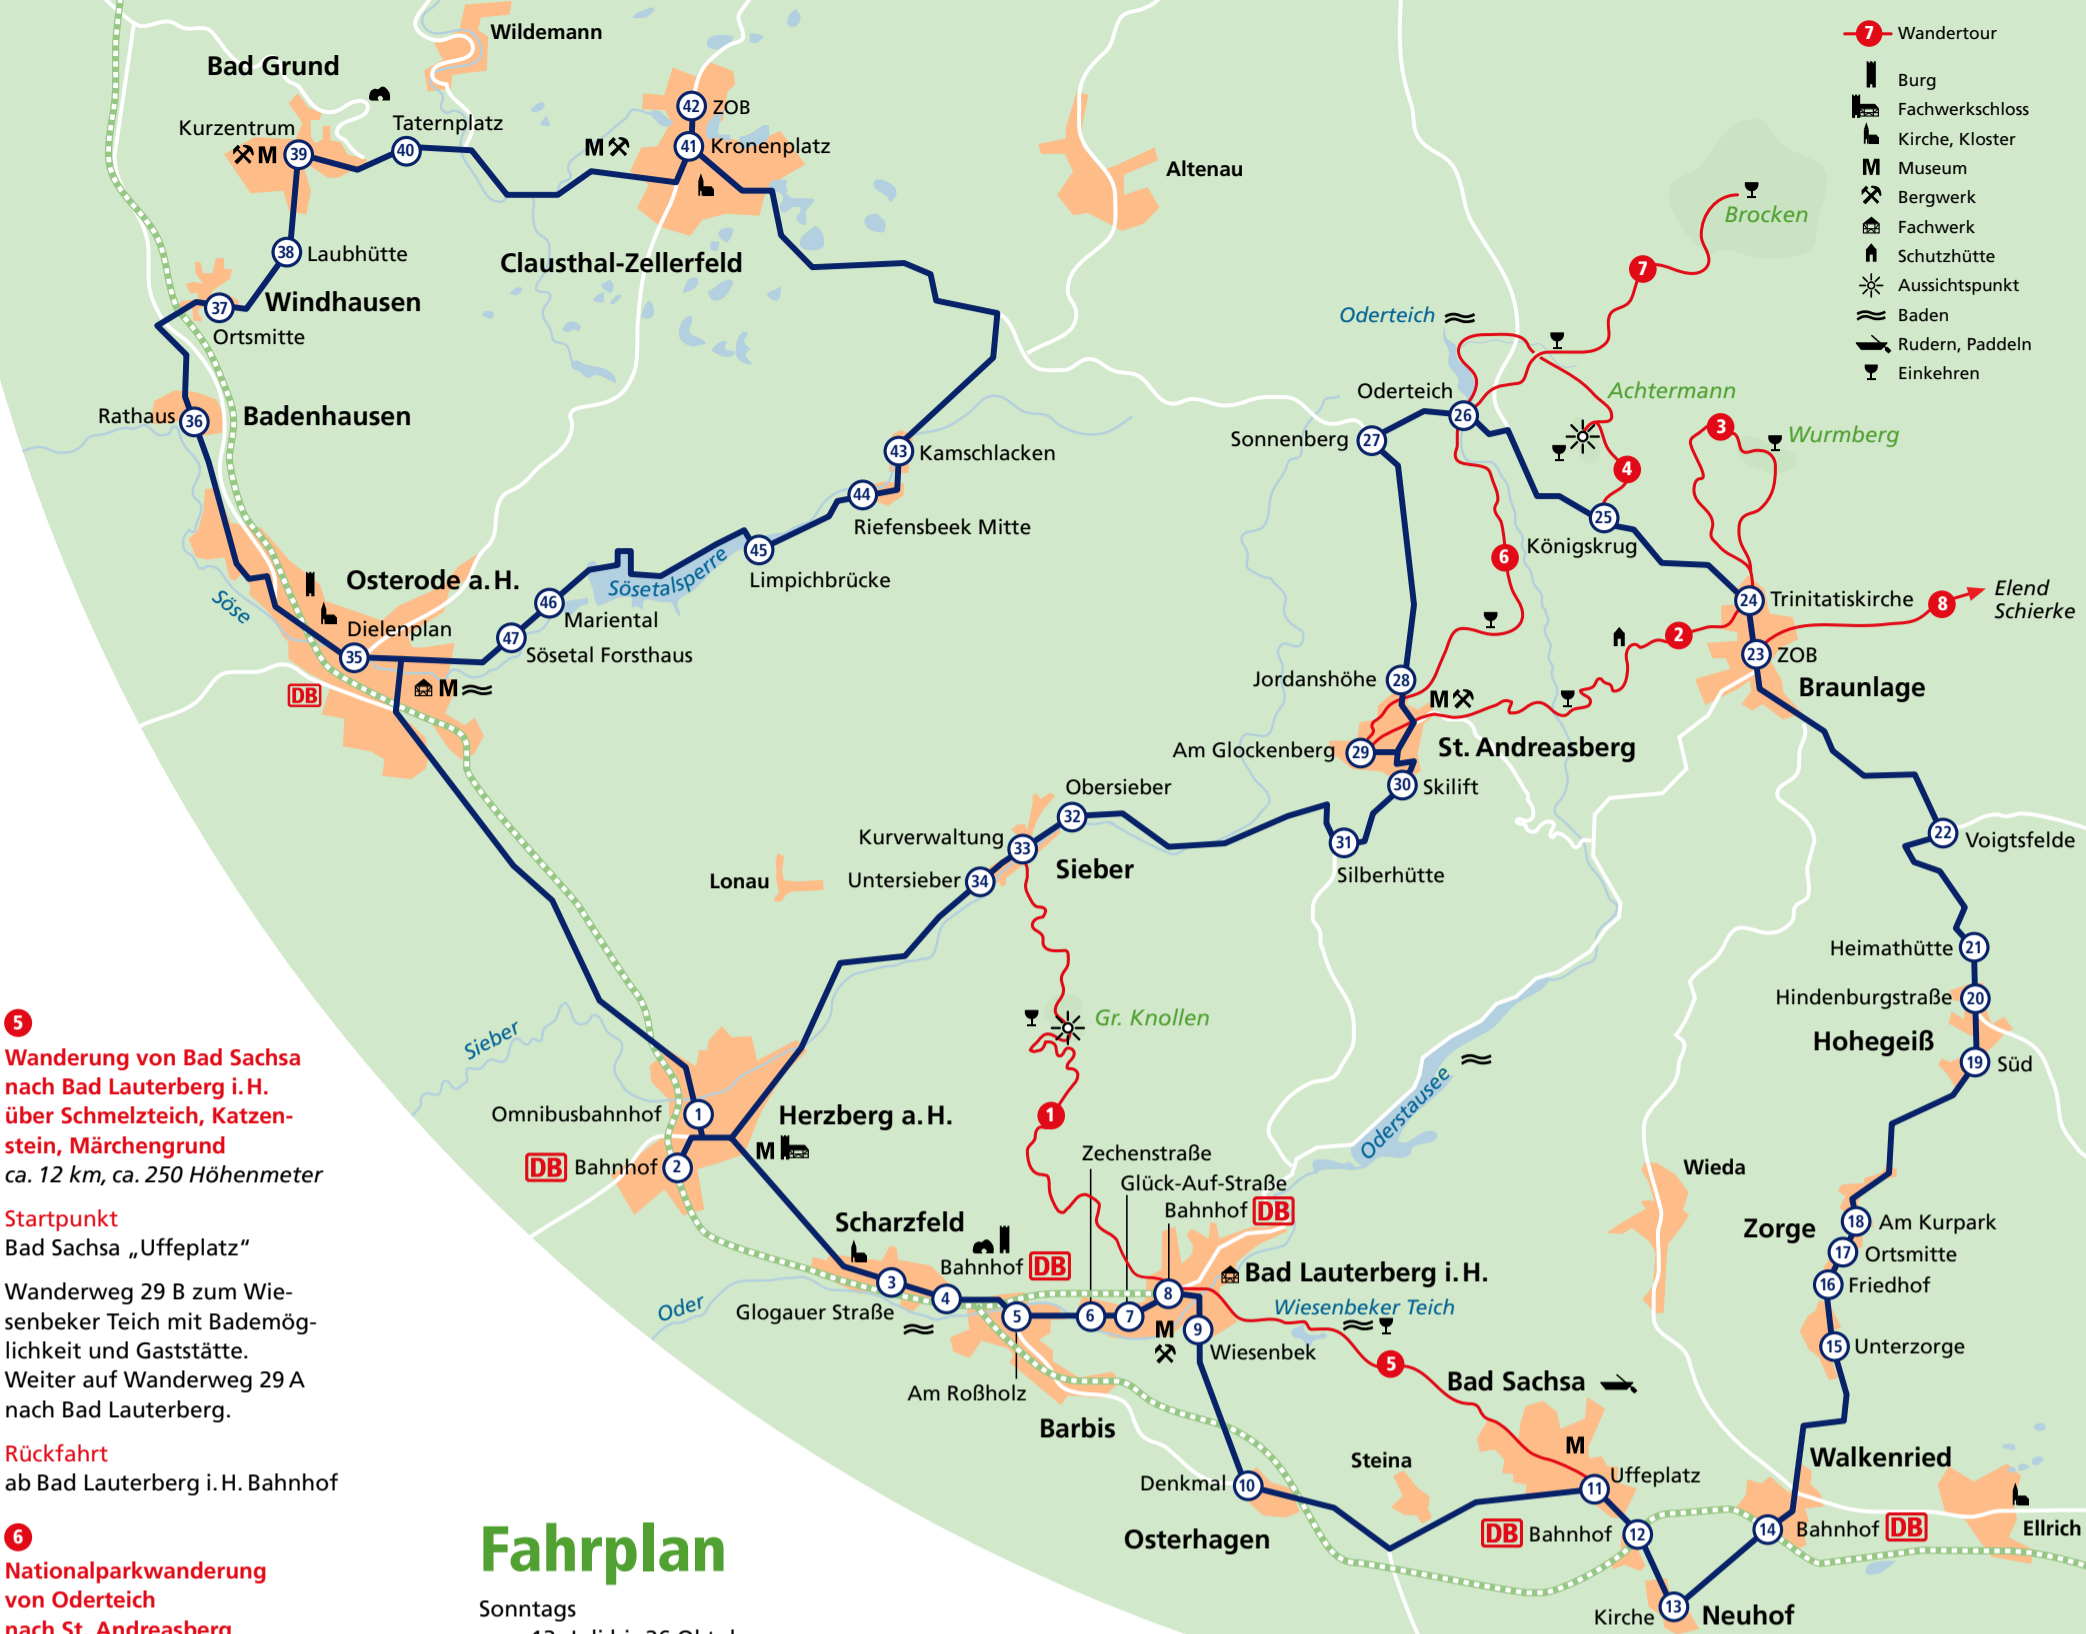 Wildemann
Bad Grund
Kurzentrum
M
39
Taternplatz
40
42
ZOB
M
41
Kronenplatz
Altenau
Clausthal-Zellerfeld
38
Laubhütte
37
Windhausen
Ortsmitte
Rathaus
36
Badenhausen
43
Kamschlacken
44
Riefensbeek Mitte
45
Limpichbrücke
Sösetalsperre
46
Mariental
47
Sösetal Forsthaus
Osterode a. H.
Söse
Dielenplan
35
DB
M
7
Wandertour
Burg
Fachwerkschloss
Kirche, Kloster
M
Museum
Bergwerk
Fachwerk
Schutzhütte
Aussichtspunkt
Baden
Rudern, Paddeln
Einkehren
Brocken
7
Oderteich
Oderteich
26
Achtermann
Sonnenberg
27
3
Wurmberg
4
25
Königskrug
6
24
Trinitatiskirche
8
Elend
Schierke
2
23
ZOB
Braunlage
Jordanshöhe
28
M
Am Glockenberg
29
St. Andreasberg
30
Skilift
31
Silberhütte
Obersieber
32
Kurverwaltung
33
Sieber
Untersieber
34
Lonau
22
Voigtsfelde
Heimathütte
21
Hindenburgstraße
20
Hohegeiß
19
Süd
Gr. Knollen
1
Sieber
Omnibusbahnhof
1
Herzberg a. H.
M
DB
Bahnhof
2
Oderstausee
Zechenstraße
Glück-Auf-Straße
Bahnhof
DB
Scharzfeld
Bahnhof
DB
3
4
Glogauer Straße
Oder
5
6
7
8
Bad Lauterberg i. H.
Wiesenbeker Teich
M
9
Wiesenbek
Am Roßholz
Barbis
5
Bad Sachsa
M
Denkmal
10
Osterhagen
Steina
Uffeplatz
11
DB
Bahnhof
12
Kirche
13
Neuhof
Wieda
Zorge
18
Am Kurpark
17
Ortsmitte
16
Friedhof
15
Unterzorge
Walkenried
14
Bahnhof
DB
Ellrich
5
Wanderung von Bad Sachsa
nach Bad Lauterberg i. H.
über Schmelzteich, Katzen-
stein, Märchengrund
ca. 12 km, ca. 250 Höhenmeter
Startpunkt
Bad Sachsa „Uffeplatz“
Wanderweg 29 B zum Wie-
senbeker Teich mit Bademög-
lichkeit und Gaststätte.
Weiter auf Wanderweg 29 A
nach Bad Lauterberg.
Rückfahrt
ab Bad Lauterberg i. H. Bahnhof
6
Nationalparkwanderung
von Oderteich
nach St. Andreasberg
Fahrplan
Sonntags